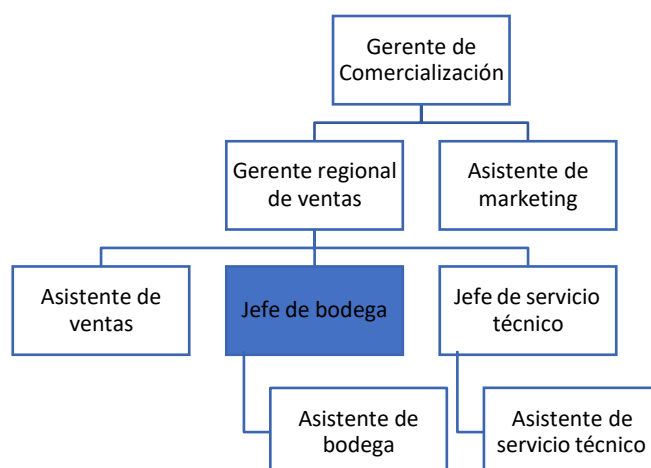 Gerente de
Comercialización
Gerente regional
de ventas
Asistente de
marketing
Asistente de
ventas
Jefe de bodega
Jefe de servicio
técnico
Asistente de
bodega
Asistente de
servicio técnico